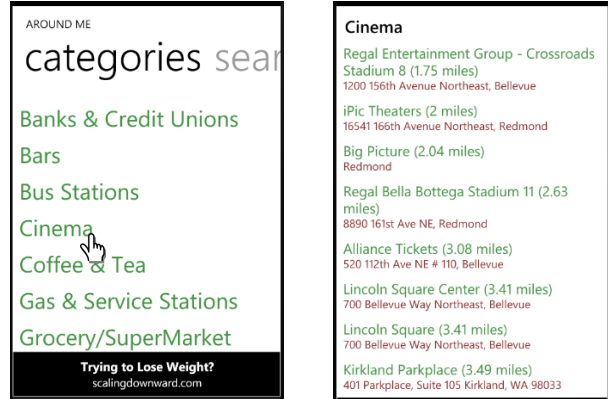 AROUND ME
categories sear
Banks & Credit Unions
Bars
Bus Stations
Cinema
Coffee & Tea
Gas & Service Stations
Grocery/SuperMarket
Trying to Lose Weight?
scalingdownward.com
Cinema
Regal Entertainment Group - Crossroads
Stadium 8 (1.75 miles)
1200 156th Avenue Northeast, Bellevue
iPic Theaters (2 miles)
16541 166th Avenue Northeast, Redmond
Big Picture (2.04 miles)
Redmond
Regal Bella Bottega Stadium 11 (2.63
miles)
8890 161st Ave NE, Redmond
Alliance Tickets (3.08 miles)
520 112th Ave NE # 110, Bellevue
Lincoln Square Center (3.41 miles)
700 Bellevue Way Northeast, Bellevue
Lincoln Square (3.41 miles)
700 Bellevue Way Northeast, Bellevue
Kirkland Parkplace (3.49 miles)
401 Parkplace, Suite 105 Kirkland, WA 98033